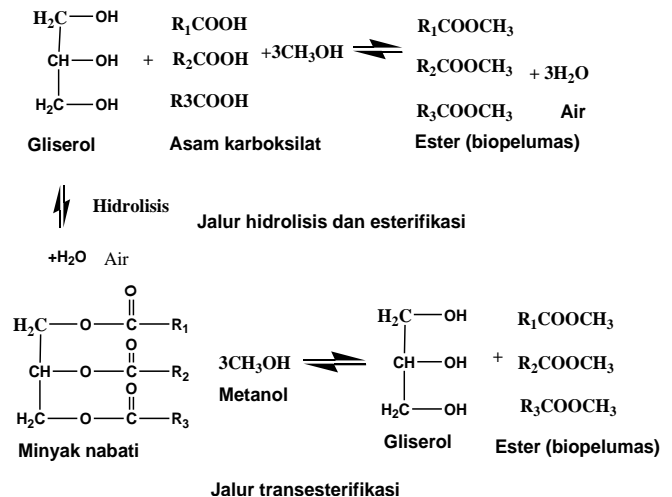 H₂C—OH
R₁COOH
R₁COOCH₃
CH—OH + R₂COOH +3CH₃OH ⇌ R₂COOCH₃ + 3H₂O
H₂C—OH
R3COOH
R₃COOCH₃
Air
Gliserol
Asam karboksilat
Ester (biopelumas)
Hidrolisis
Jalur hidrolisis dan esterifikasi
+H₂O Air
O
H₂C—O—C—R₁
O
CH—O—C—R₂
O
H₂C—O—C—R₃
Minyak nabati
3CH₃OH ⇌
Metanol
H₂C—OH
CH—OH
H₂C—OH
Gliserol
+
R₁COOCH₃
R₂COOCH₃
R₃COOCH₃
Ester (biopelumas)
Jalur transesterifikasi